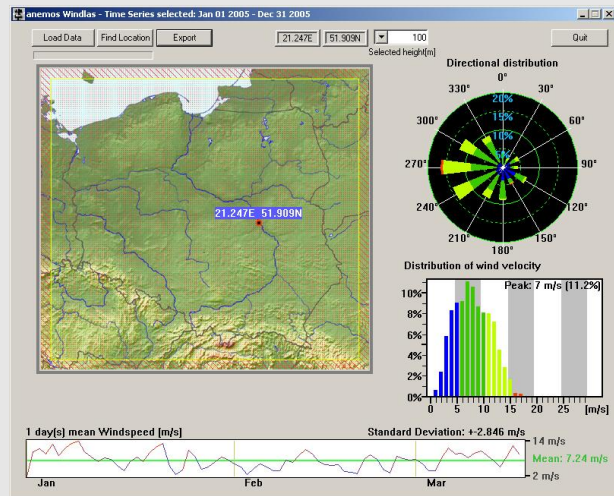 anemos Windlas - Time Series selected: Jan 01 2005 - Dec 31 2005
Load Data
Find Location
Export
21.247E
51.909N
100
Quit
Selected height[m]
Directional distribution
0°
330°
30°
20%
15%
10%
5%
300°
60°
270°
90°
240°
120°
210°
150°
180°
21.247E 51.909N
Distribution of wind velocity
Peak: 7 m/s (11.2%)
10%
8%
6%
4%
2%
0%
0 5 10 15 20 25 [m/s]
1 day(s) mean Windspeed [m/s]
Standard Deviation: +-2.846 m/s
14 m/s
Mean: 7.24 m/s
2 m/s
Jan
Feb
Mar